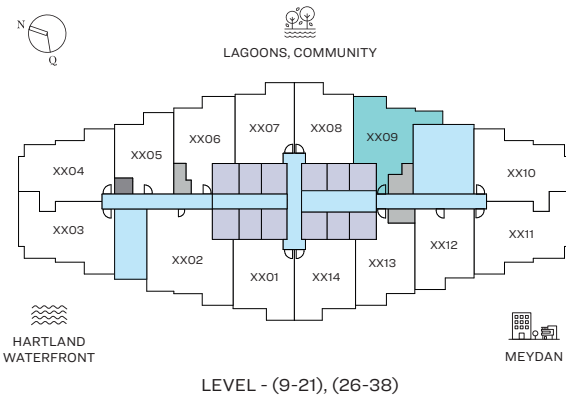 N
Q
LAGOONS, COMMUNITY
XX07
XX08
XX06
XX09
XX05
XX04
XX10
XX03
XX11
XX02
XX12
XX13
XX01
XX14
HARTLAND
WATERFRONT
MEYDAN
LEVEL - (9-21), (26-38)